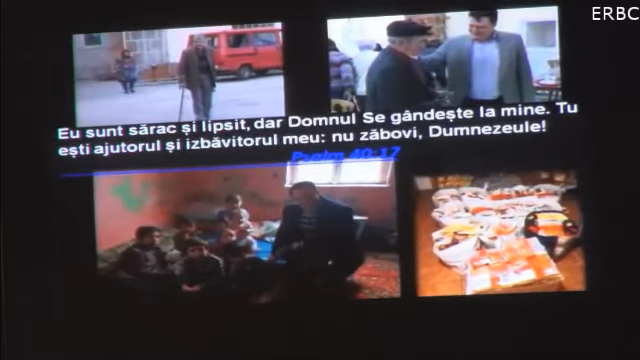 ERBC
Eu sunt sărac și lipsit, dar Domnul Se gândește la mine. Tu
ești ajutorul și izbăvitorul meu: nu zăbovi, Dumnezeule!
Psalm 40:17